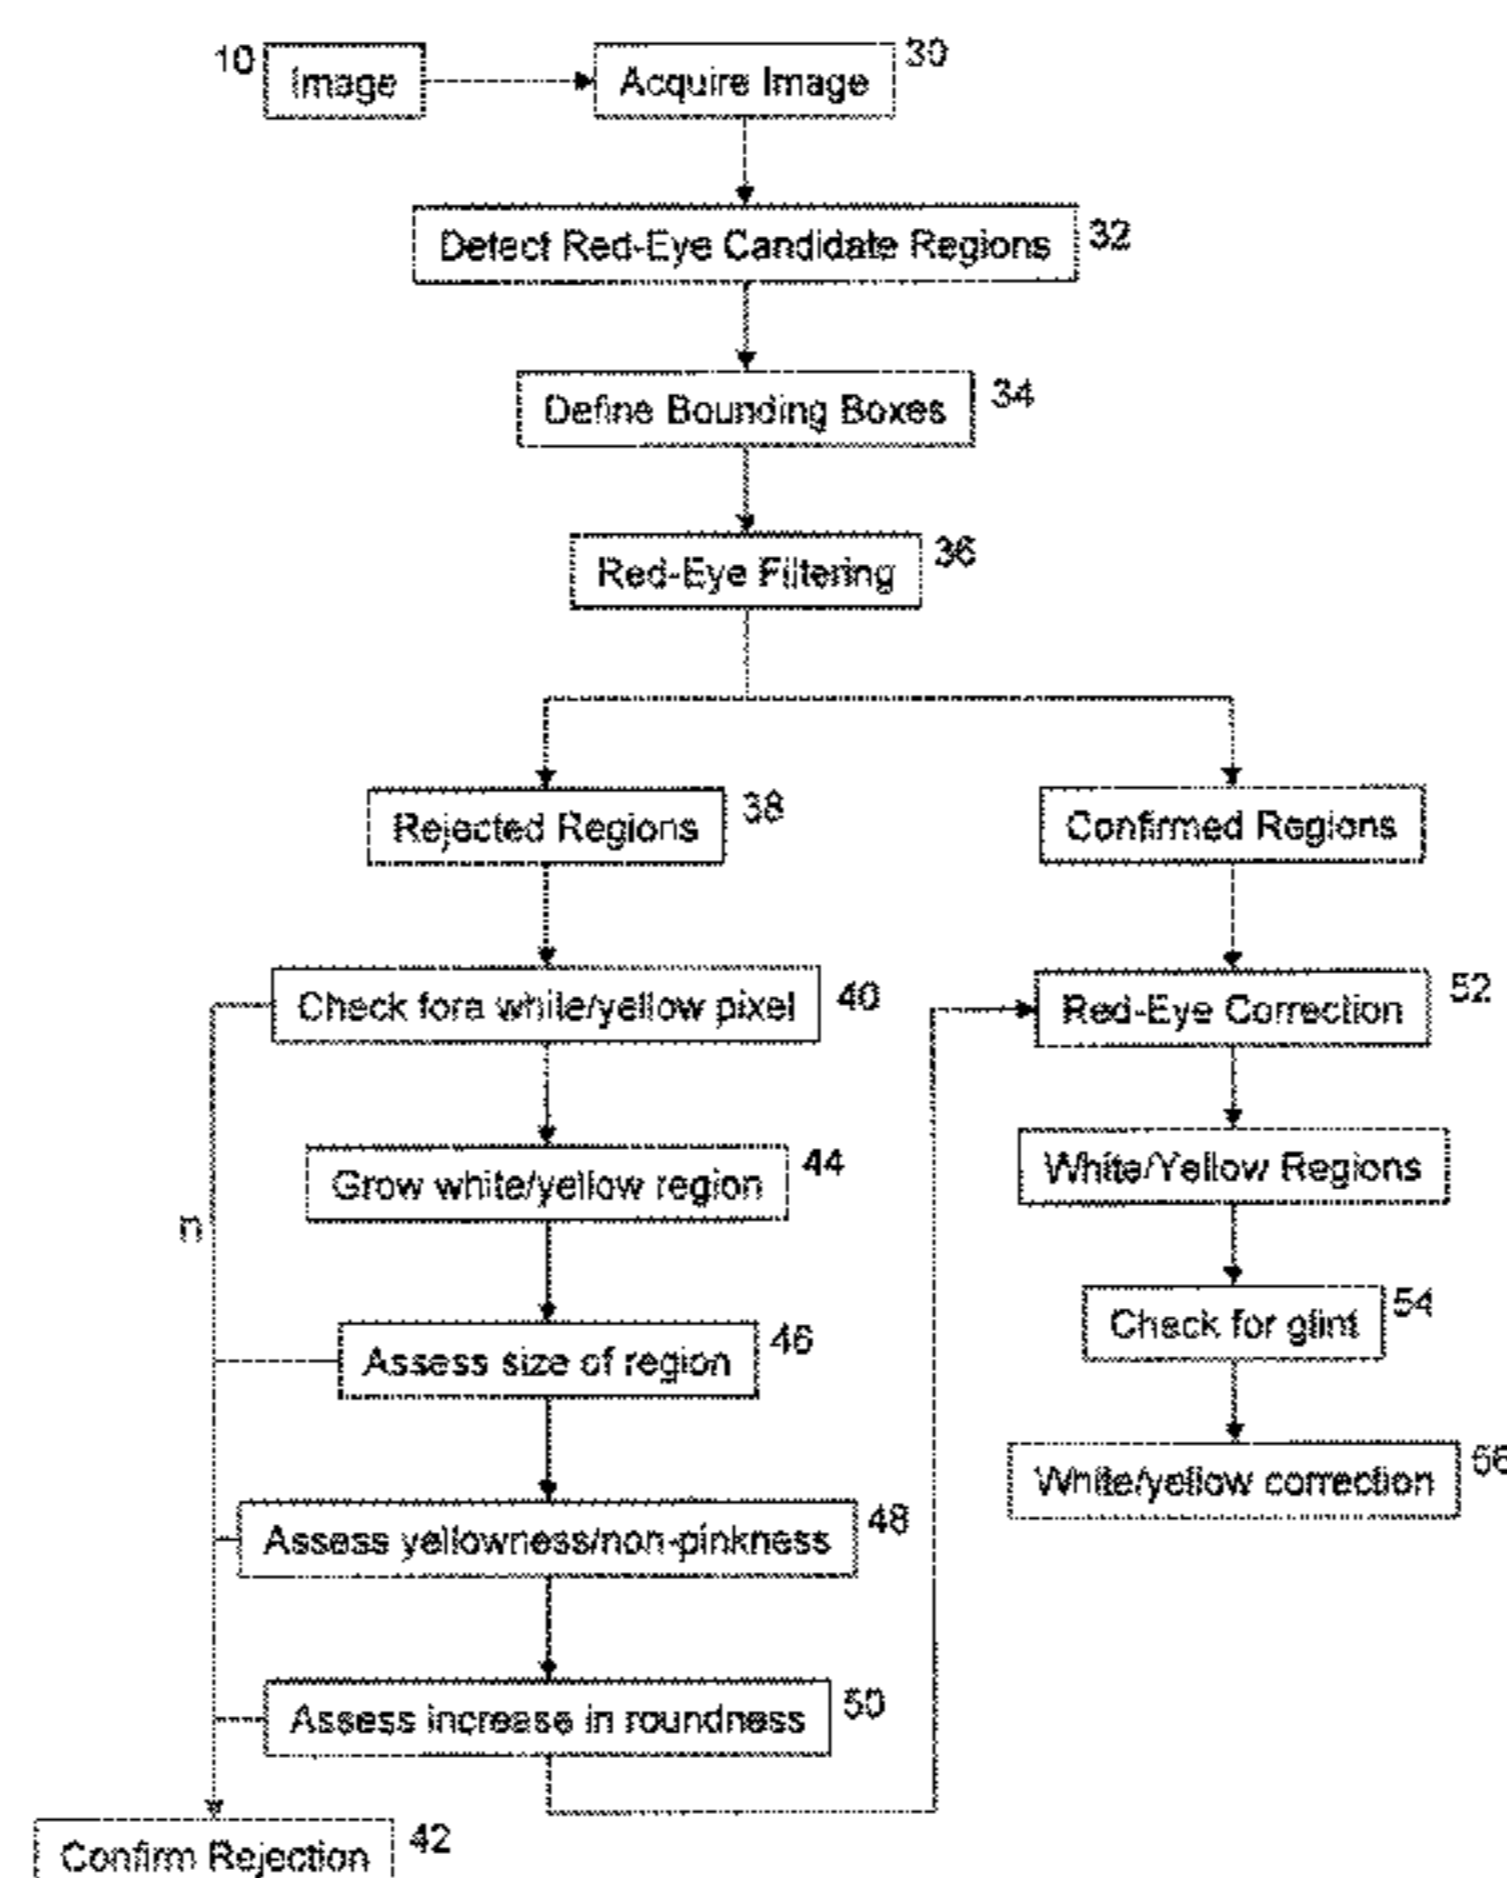 10 Image
Acquire Image 30
Detect Red-Eye Candidate Regions 32
Define Bounding Boxes 34
Red-Eye Filtering 36
Rejected Regions 38
Confirmed Regions
Check fora white/yellow pixel 40
Red-Eye Correction 52
Grow white/yellow region 44
White/Yellow Regions
n
Assess size of region 46
Check for glint 54
Assess yellowness/non-pinkness 48
White/yellow correction 56
Assess increase in roundness 50
Confirm Rejection 42